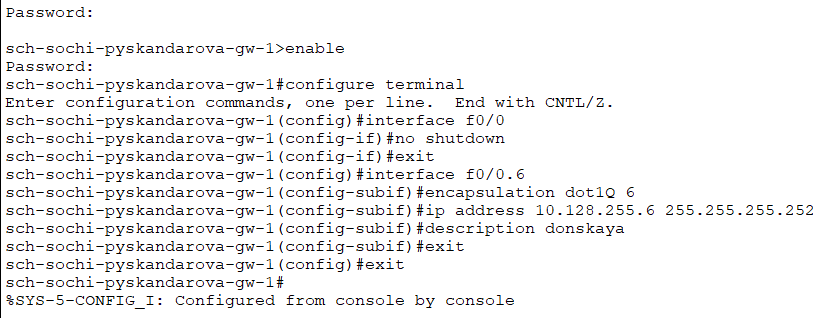 Password:
sch-sochi-pyskandarova-gw-1>enable
Password:
sch-sochi-pyskandarova-gw-1#configure terminal
Enter configuration commands, one per line.  End with CNTL/Z.
sch-sochi-pyskandarova-gw-1(config)#interface f0/0
sch-sochi-pyskandarova-gw-1(config-if)#no shutdown
sch-sochi-pyskandarova-gw-1(config-if)#exit
sch-sochi-pyskandarova-gw-1(config)#interface f0/0.6
sch-sochi-pyskandarova-gw-1(config-subif)#encapsulation dot1Q 6
sch-sochi-pyskandarova-gw-1(config-subif)#ip address 10.128.255.6 255.255.255.252
sch-sochi-pyskandarova-gw-1(config-subif)#description donskaya
sch-sochi-pyskandarova-gw-1(config-subif)#exit
sch-sochi-pyskandarova-gw-1(config)#exit
sch-sochi-pyskandarova-gw-1#
%SYS-5-CONFIG_I: Configured from console by console